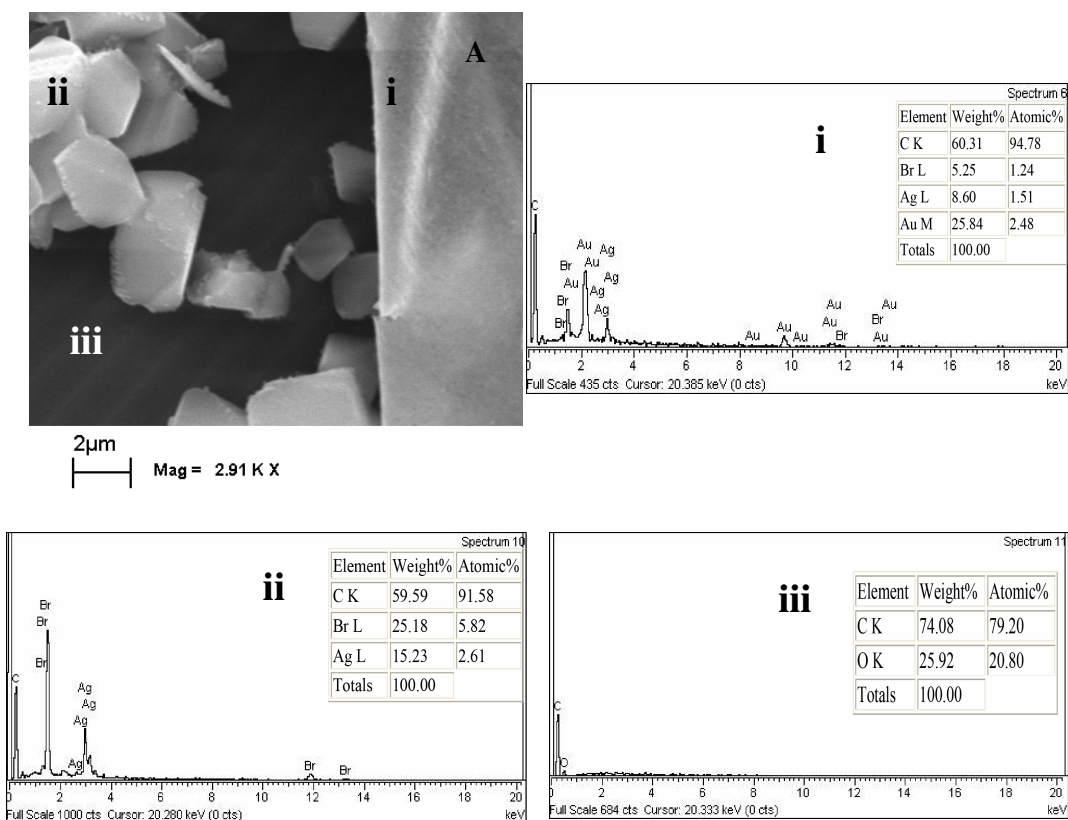 A
i
ii
iii
2µm
Mag = 2.91 K X
Spectrum 6
i
Element Weight% Atomic%
C K 60.31 94.78
Br L 5.25 1.24
Ag L 8.60 1.51
Au M 25.84 2.48
Totals 100.00
C
Au Ag
Br Au Ag
Au Ag
Br Ag
Br
Au Au
Au Br
Au Au Au Br Au
0 2 4 6 8 10 12 14 16 18 20
Full Scale 435 cts Cursor: 20.385 keV (0 cts) keV
Spectrum 10
ii
Element Weight% Atomic%
C K 59.59 91.58
Br L 25.18 5.82
Ag L 15.23 2.61
Totals 100.00
Br
Br
Br
C
Ag
Ag
Ag
Ag Br Br
0 2 4 6 8 10 12 14 16 18 20
Full Scale 1000 cts Cursor: 20.280 keV (0 cts) keV
Spectrum 11
iii
Element Weight% Atomic%
C K 74.08 79.20
O K 25.92 20.80
Totals 100.00
C
O
0 2 4 6 8 10 12 14 16 18 20
Full Scale 684 cts Cursor: 20.333 keV (0 cts) keV